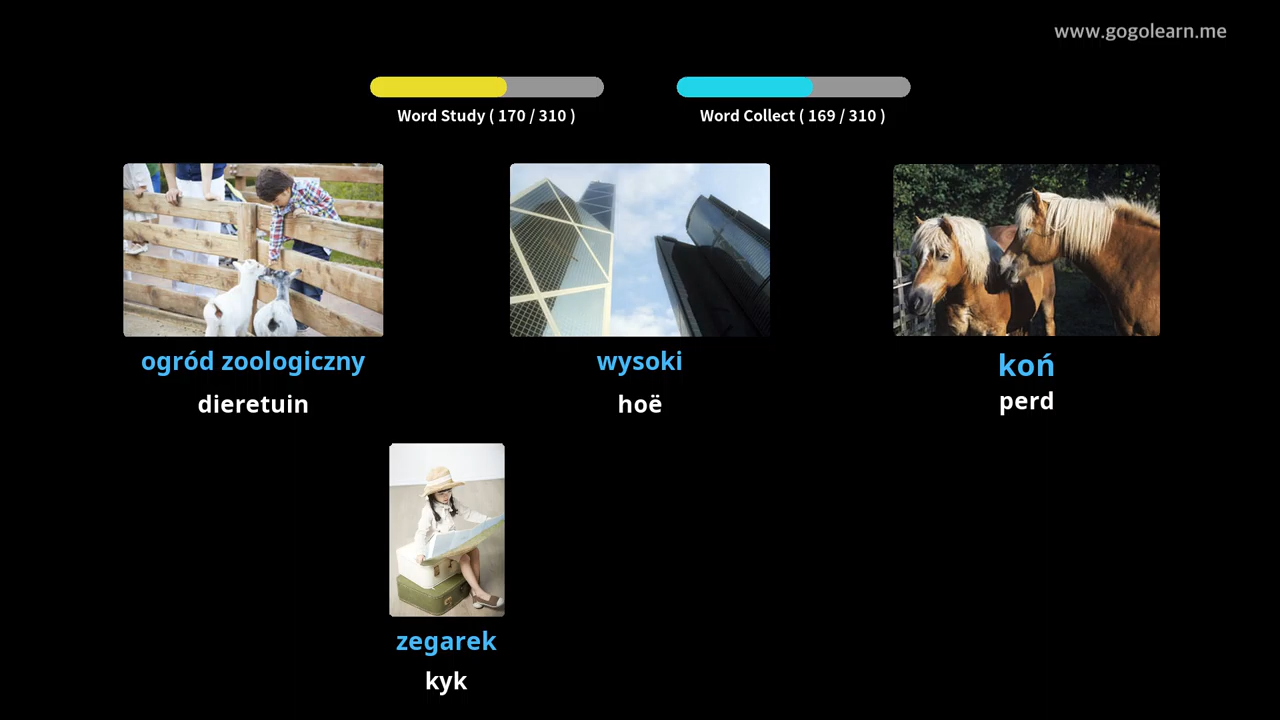 www.gogolearn.me
Word Study ( 170 / 310 )
Word Collect ( 169 / 310 )
ogród zoologiczny
wysoki
koń
dieretuin
hoë
perd
zegarek
kyk